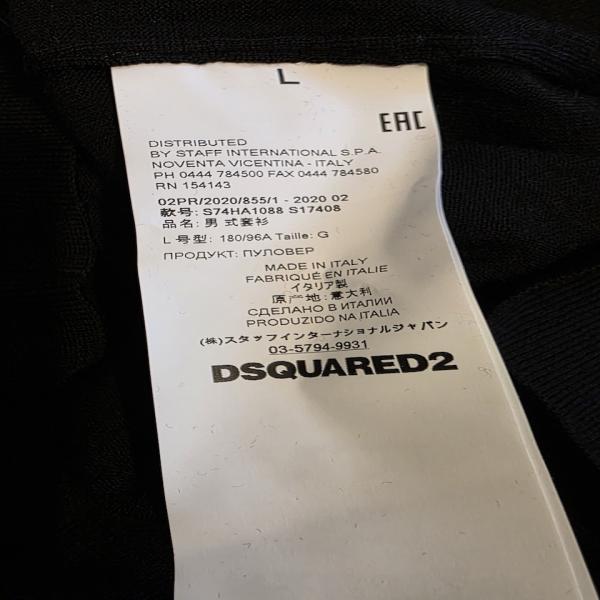 L
EAC
DISTRIBUTED
BY STAFF INTERNATIONAL S.P.A.
NOVENTA VICENTINA - ITALY
PH 0444 784500 FAX 0444 784580
RN 154143
02PR/2020/855/1 - 2020 02
款号: S74HA1088 S17408
品名: 男 式套衫
L 号型: 180/96A Taille: G
ПРОДУКТ: ПУЛОВЕР
MADE IN ITALY
FABRIQUÉ EN ITALIE
イタリア製
原 地: 意大利
СДЕЛАНО В ИТАЛИИ
PRODUZIDO NA ITALIA
(株)スタッフインターナショナルジャパン
03-5794-9931
DSQUARED2